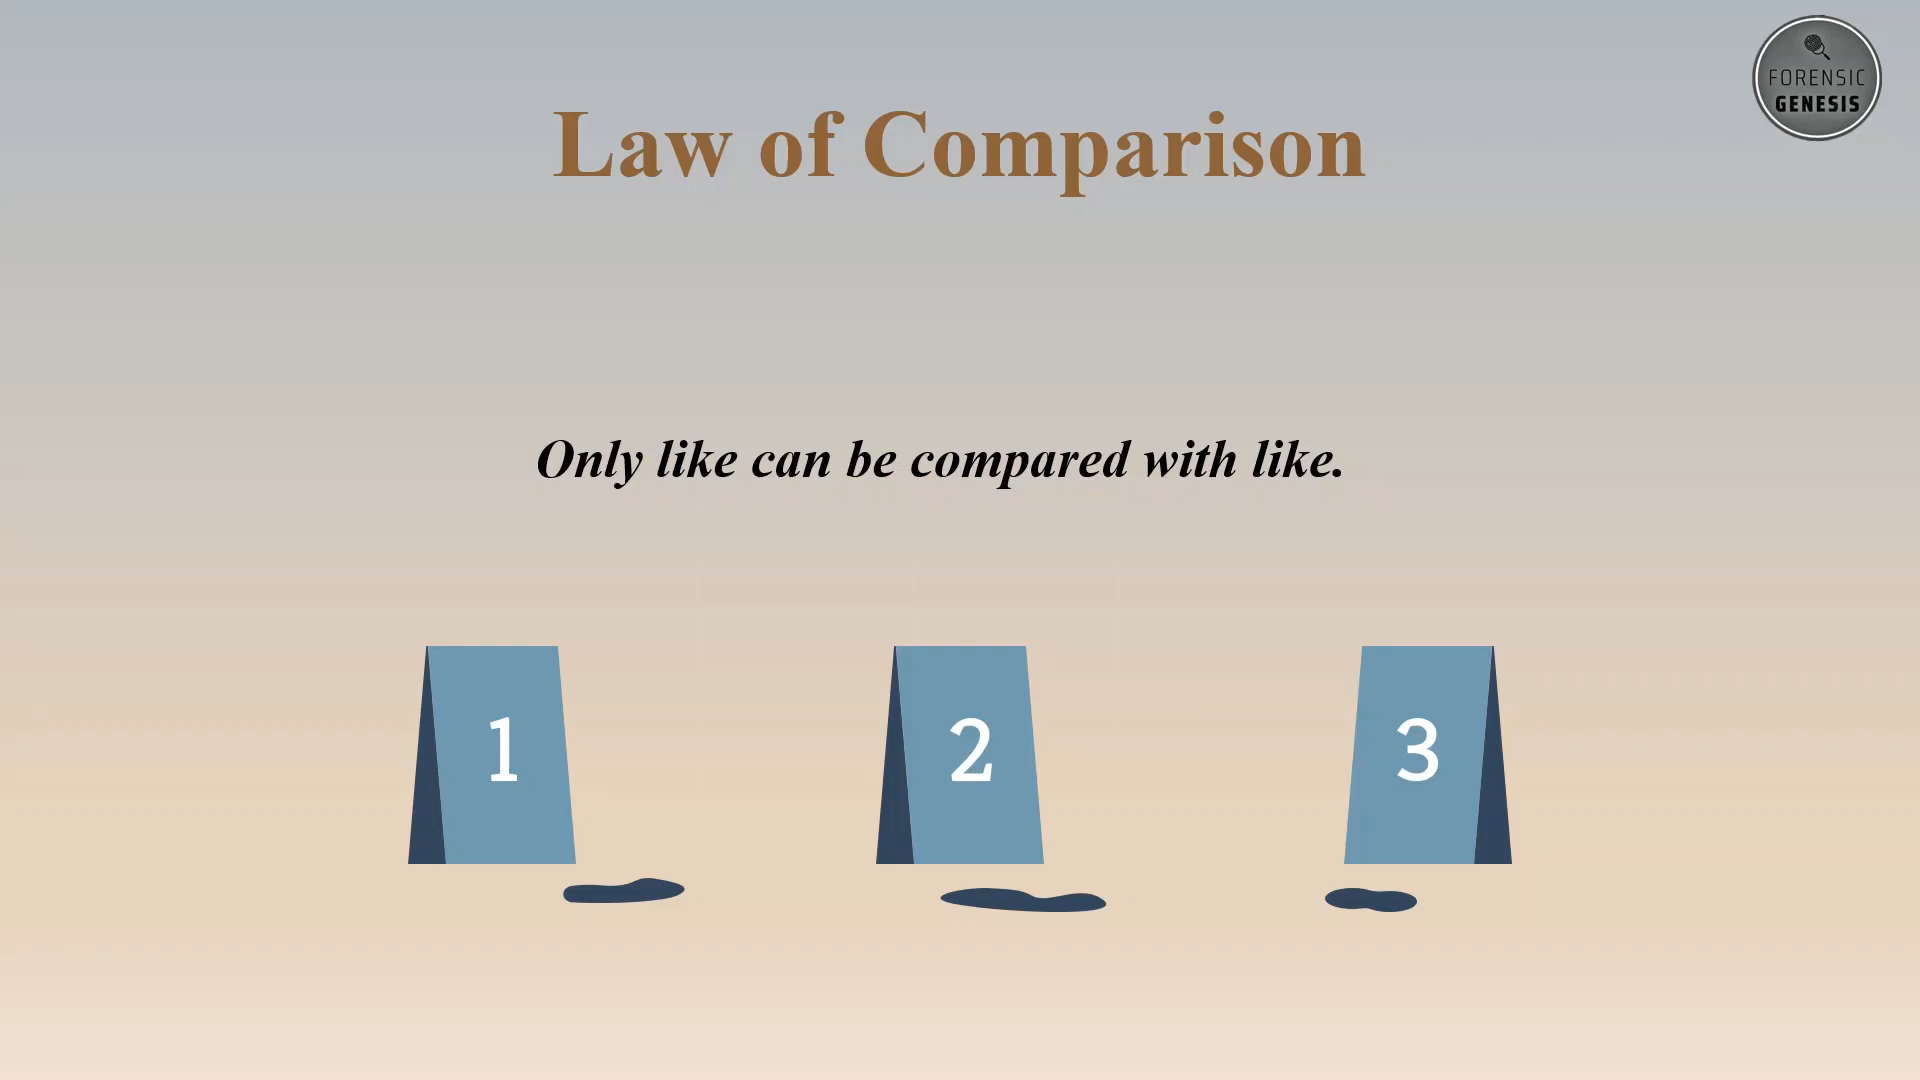 FORENSIC
GENESIS
Law of Comparison
Only like can be compared with like.
1 2 3